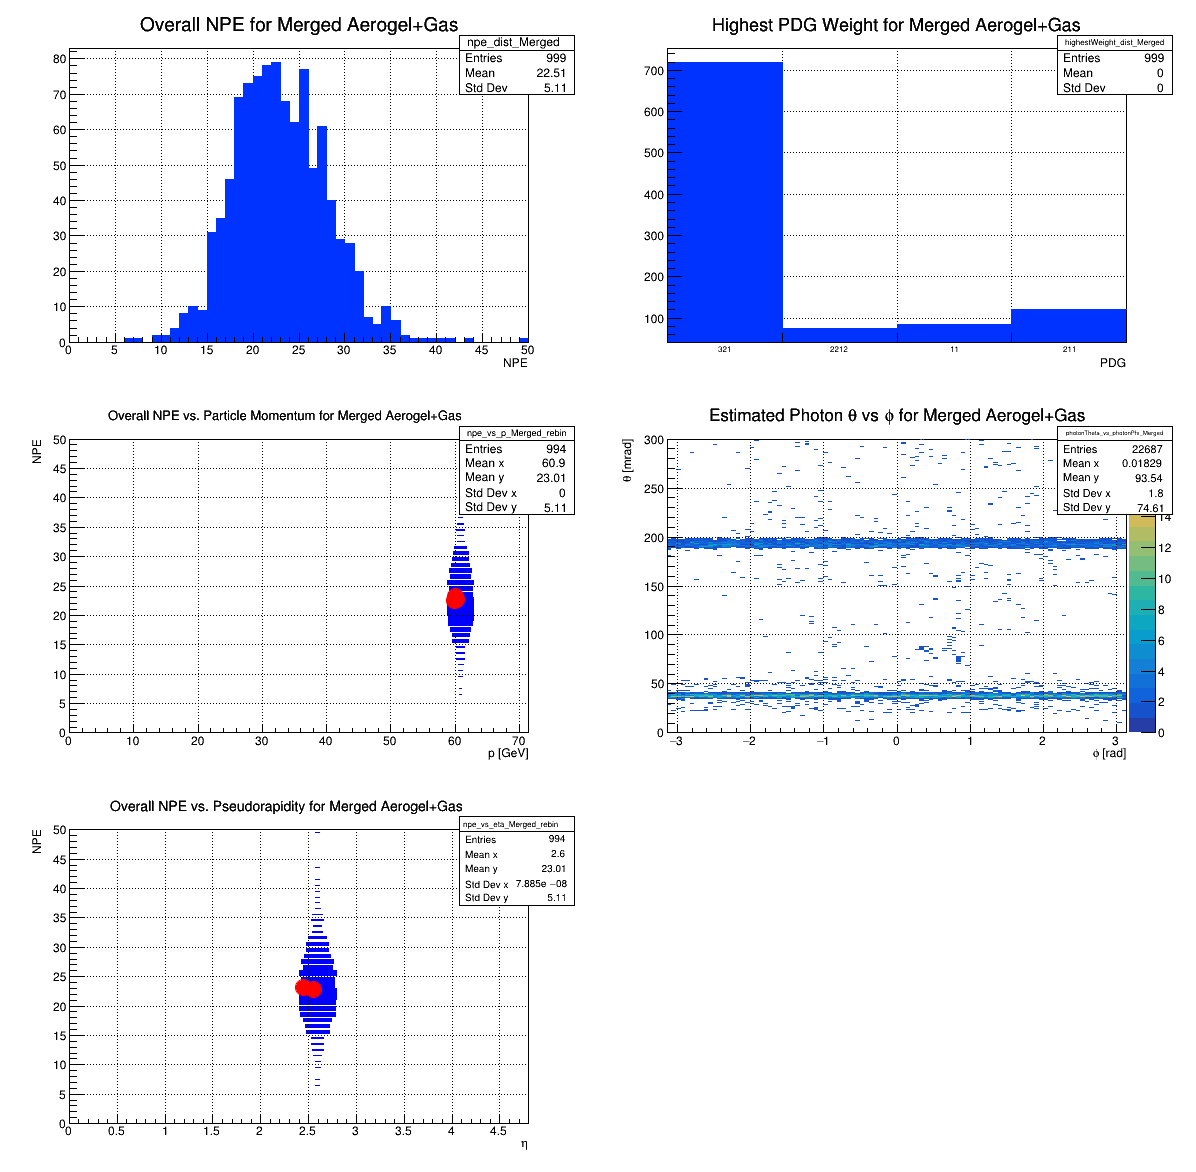 Overall NPE for Merged Aerogel+Gas
npe_dist_Merged
Entries 999
Mean 22.51
Std Dev 5.11
80
70
60
50
40
30
20
10
0
0 5 10 15 20 25 30 35 40 45 50
NPE
Highest PDG Weight for Merged Aerogel+Gas
highestWeight_dist_Merged
Entries 999
Mean 0
Std Dev 0
700
600
500
400
300
200
100
321 2212 11 211
PDG
Overall NPE vs. Particle Momentum for Merged Aerogel+Gas
npe_vs_p_Merged_rebin
Entries 994
Mean x 60.9
Mean y 23.01
Std Dev x 0
Std Dev y 5.11
NPE
50
45
40
35
30
25
20
15
10
5
0
0 10 20 30 40 50 60 70
p [GeV]
Estimated Photon θ vs ϕ for Merged Aerogel+Gas
photonTheta_vs_photonPhi_Merged
Entries 22687
Mean x 0.01829
Mean y 93.54
Std Dev x 1.8
Std Dev y 74.61
θ [mrad]
300
250
200
150
100
50
0
−3 −2 −1 0 1 2 3
ϕ [rad]
14
12
10
8
6
4
2
0
Overall NPE vs. Pseudorapidity for Merged Aerogel+Gas
npe_vs_eta_Merged_rebin
Entries 994
Mean x 2.6
Mean y 23.01
Std Dev x 7.885e −08
Std Dev y 5.11
NPE
50
45
40
35
30
25
20
15
10
5
0
0 0.5 1 1.5 2 2.5 3 3.5 4 4.5
η